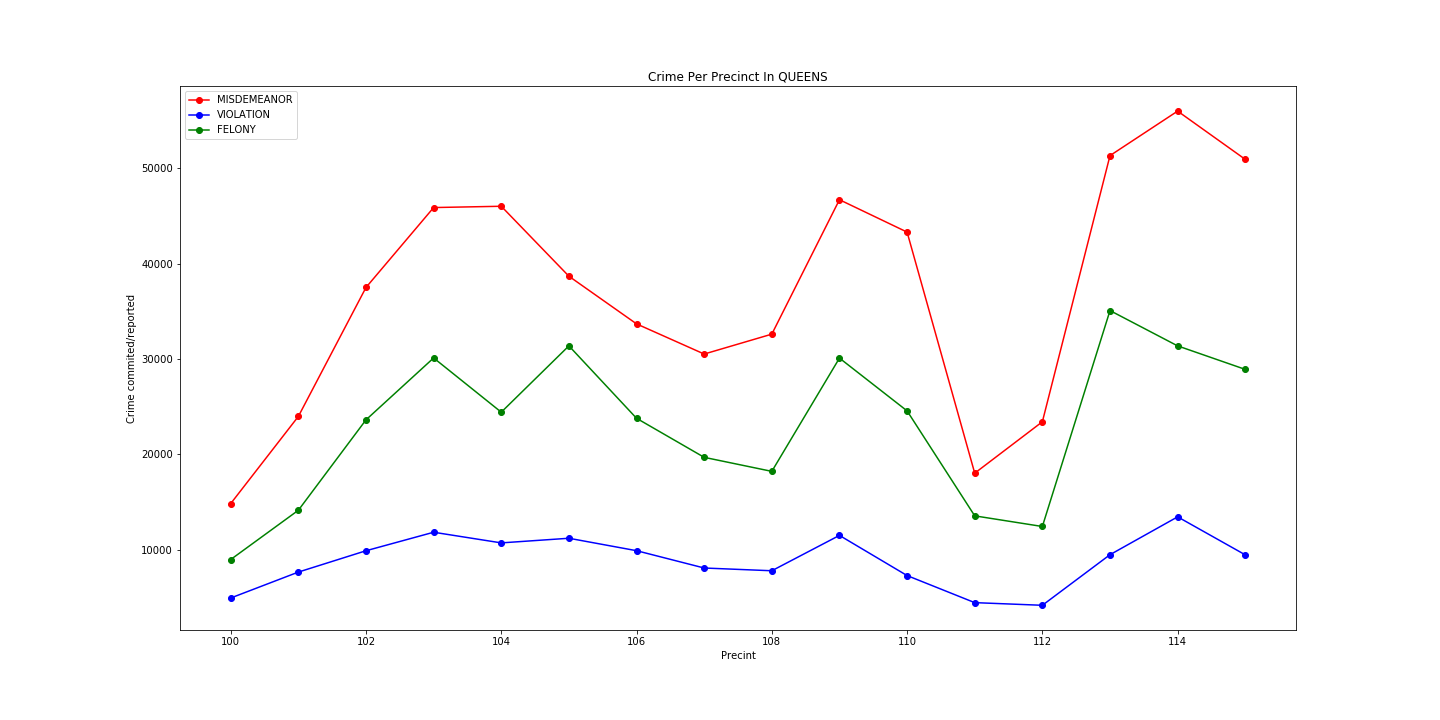 Crime Per Precinct In QUEENS
MISDEMEANOR
VIOLATION
FELONY
50000
40000
30000
20000
10000
Crime commited/reported
100 102 104 106 108 110 112 114
Precint